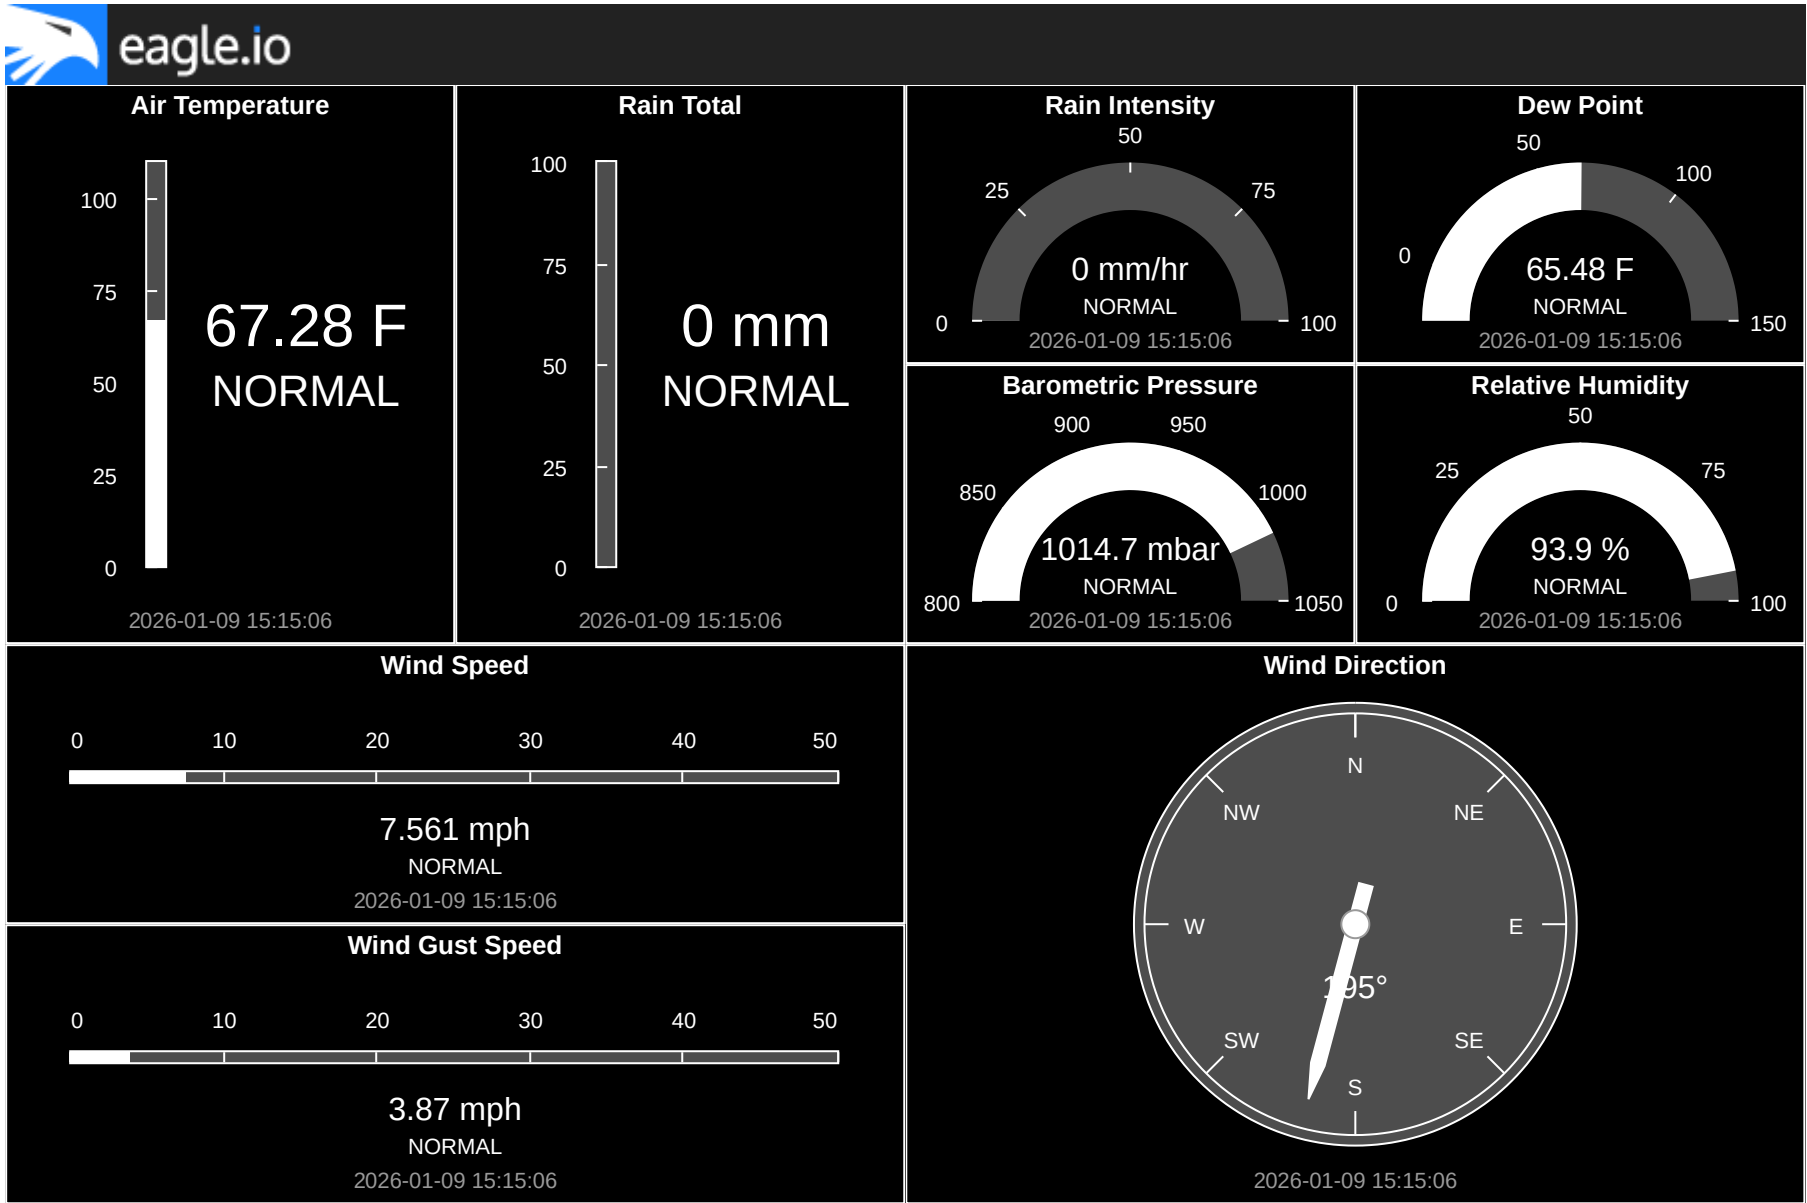 eagle.io
Air Temperature
100
75
50
25
0
67.28 F
NORMAL
2026-01-09 15:15:06
Rain Total
100
75
50
25
0
0 mm
NORMAL
2026-01-09 15:15:06
Rain Intensity
50
25
75
0
100
0 mm/hr
NORMAL
2026-01-09 15:15:06
Dew Point
50
100
0
150
65.48 F
NORMAL
2026-01-09 15:15:06
Barometric Pressure
900 950
850 1000
800 1050
1014.7 mbar
NORMAL
2026-01-09 15:15:06
Relative Humidity
50
25 75
0 100
93.9 %
NORMAL
2026-01-09 15:15:06
Wind Speed
0 10 20 30 40 50
7.561 mph
NORMAL
2026-01-09 15:15:06
Wind Gust Speed
0 10 20 30 40 50
3.87 mph
NORMAL
2026-01-09 15:15:06
Wind Direction
N
NW NE
W E
195°
SW SE
S
2026-01-09 15:15:06